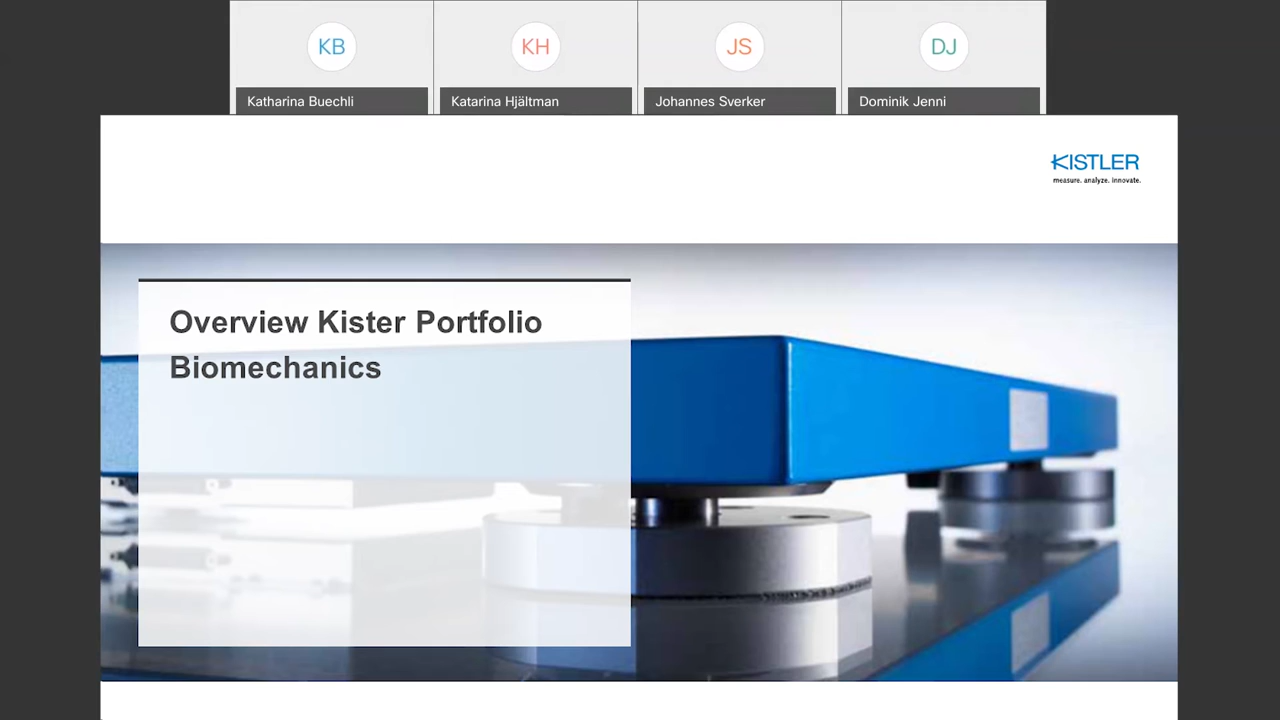 KB
KH
JS
DJ
Katharina Buechli
Katarina Hjältman
Johannes Sverker
Dominik Jenni
KISTLER
measure. analyze. innovate.
Overview Kister Portfolio
Biomechanics